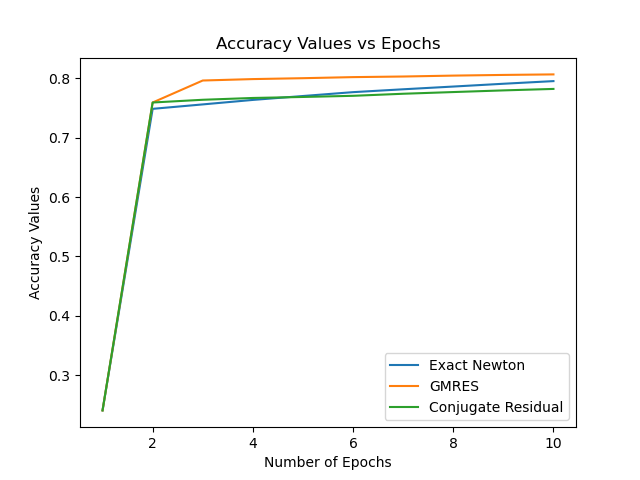 Accuracy Values vs Epochs
Accuracy Values
0.8
0.7
0.6
0.5
0.4
0.3
Exact Newton
GMRES
Conjugate Residual
2 4 6 8 10
Number of Epochs